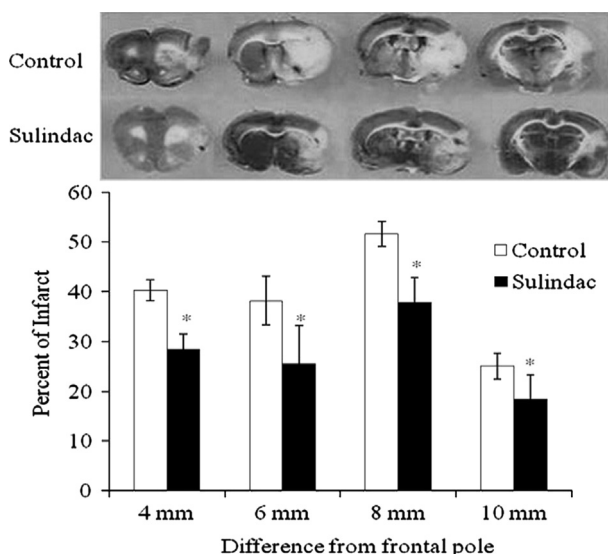 Control
Sulindac
60
50
40
30
20
10
0
Percent of Infarct
* * * *
Control
Sulindac
4 mm 6 mm 8 mm 10 mm
Difference from frontal pole